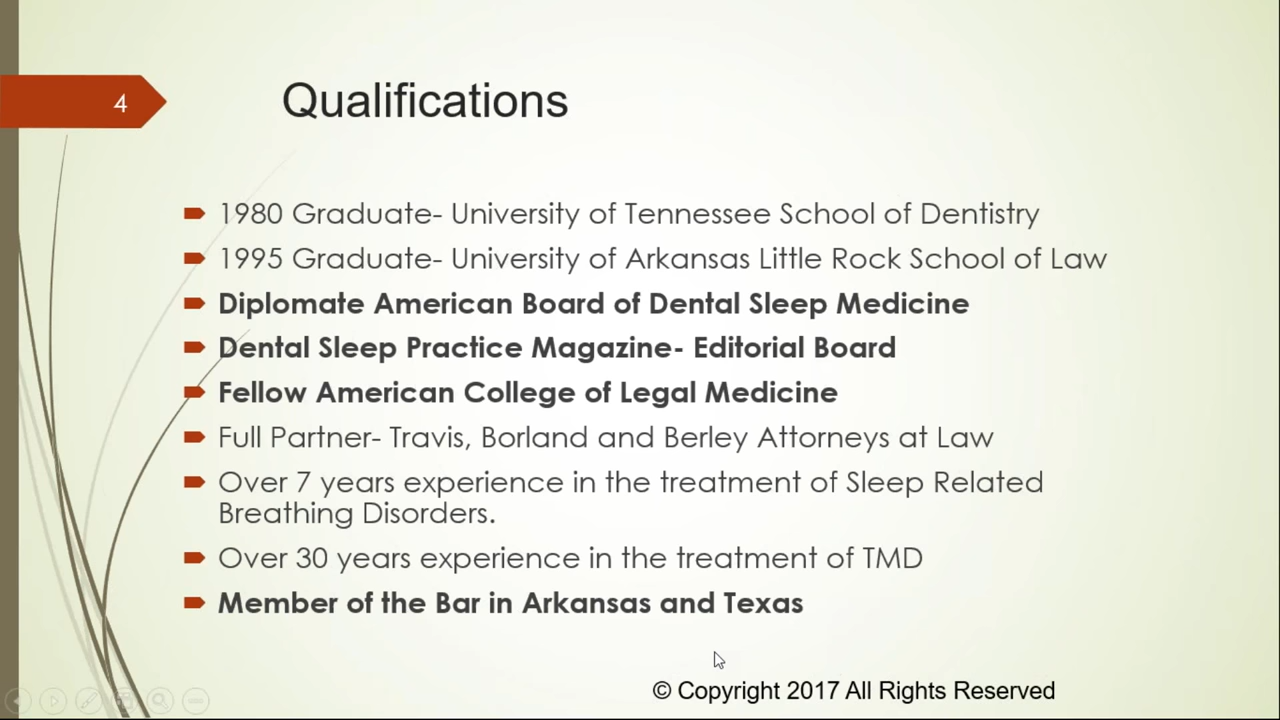 4
Qualifications
1980 Graduate- University of Tennessee School of Dentistry
1995 Graduate- University of Arkansas Little Rock School of Law
Diplomate American Board of Dental Sleep Medicine
Dental Sleep Practice Magazine- Editorial Board
Fellow American College of Legal Medicine
Full Partner- Travis, Borland and Berley Attorneys at Law
Over 7 years experience in the treatment of Sleep Related
Breathing Disorders.
Over 30 years experience in the treatment of TMD
Member of the Bar in Arkansas and Texas
© Copyright 2017 All Rights Reserved